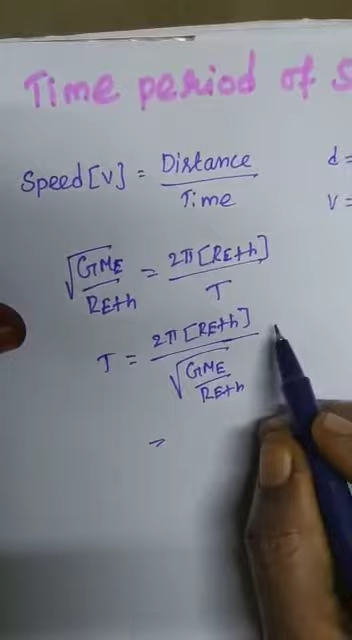 Time period of S
Speed[v] = Distance / Time
d =
v =
√(GME / RE+h) = 2π[RE+h] / T
T = 2π[RE+h] / √(GME / RE+h)
=